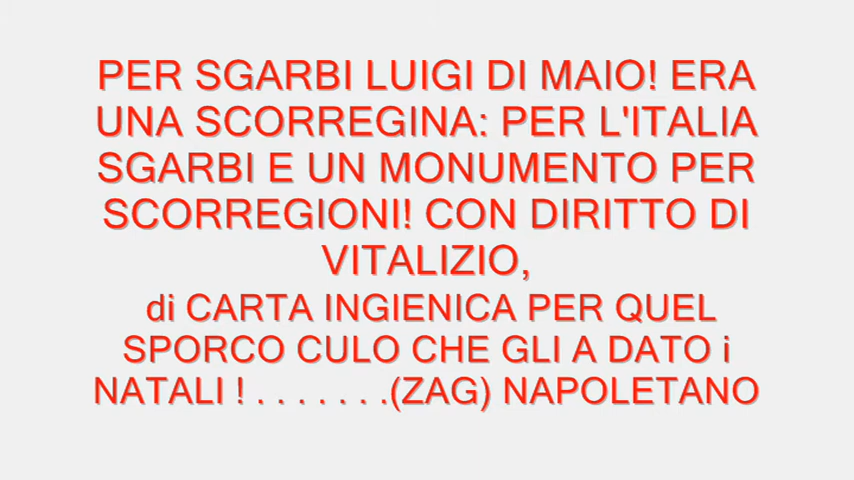 PER SGARBI LUIGI DI MAIO! ERA
UNA SCORREGINA: PER L'ITALIA
SGARBI E UN MONUMENTO PER
SCORREGIONI! CON DIRITTO DI
VITALIZIO,
di CARTA INGIENICA PER QUEL
SPORCO CULO CHE GLI A DATO i
NATALI ! . . . . . . .(ZAG) NAPOLETANO